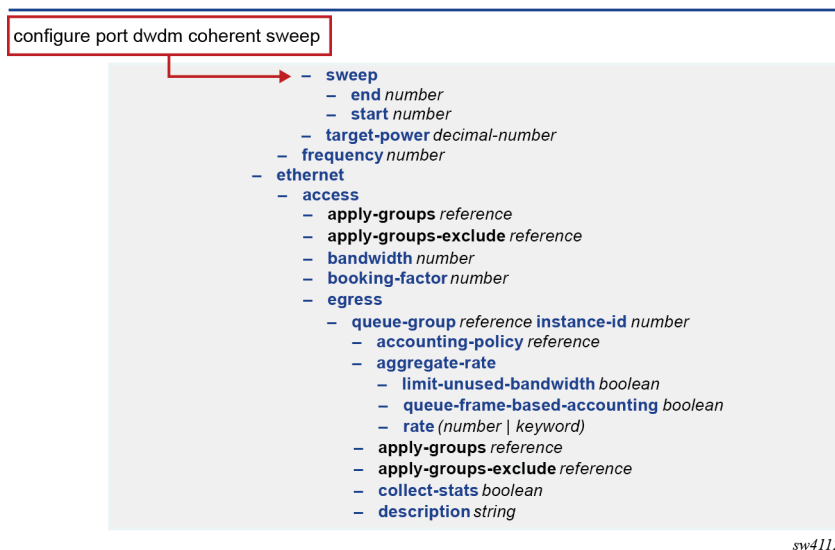 configure port dwdm coherent sweep
– sweep
– end number
– start number
– target-power decimal-number
– frequency number
– ethernet
– access
– apply-groups reference
– apply-groups-exclude reference
– bandwidth number
– booking-factor number
– egress
– queue-group reference instance-id number
– accounting-policy reference
– aggregate-rate
– limit-unused-bandwidth boolean
– queue-frame-based-accounting boolean
– rate (number | keyword)
– apply-groups reference
– apply-groups-exclude reference
– collect-stats boolean
– description string